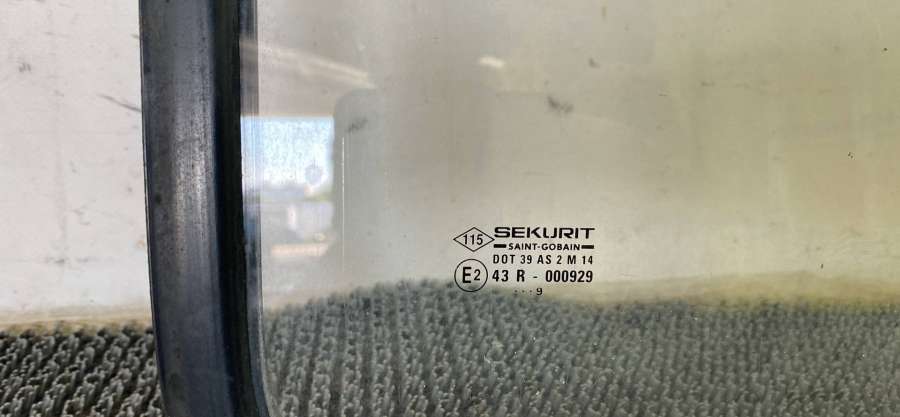 115 SEKURIT
SAINT-GOBAIN
DOT 39 AS 2 M 14
E2 43 R - 000929
...9